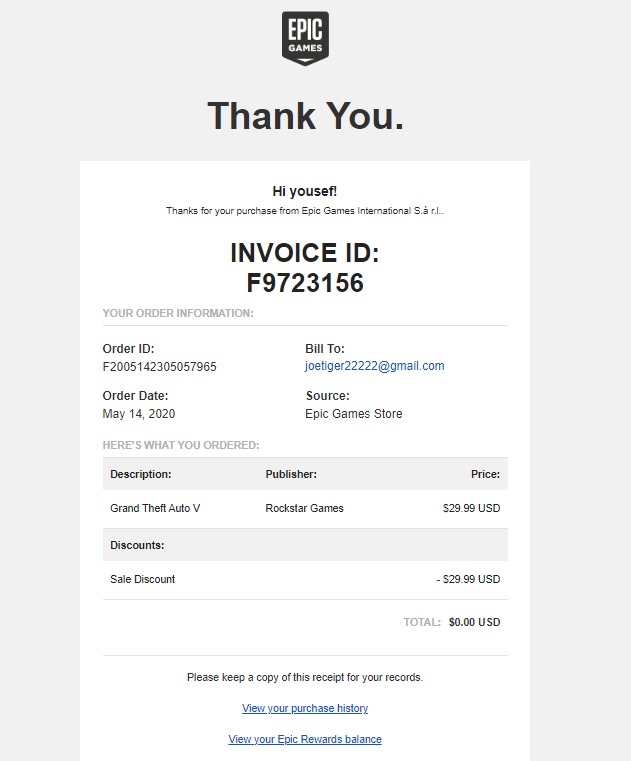 EPIC
GAMES
Thank You.
Hi yousef!
Thanks for your purchase from Epic Games International S.à r.l..
INVOICE ID:
F9723156
YOUR ORDER INFORMATION:
Order ID: Bill To:
F2005142305057965 joetiger22222@gmail.com
Order Date: Source:
May 14, 2020 Epic Games Store
HERE'S WHAT YOU ORDERED:
Description: Publisher: Price:
Grand Theft Auto V Rockstar Games $29.99 USD
Discounts:
Sale Discount - $29.99 USD
TOTAL: $0.00 USD
Please keep a copy of this receipt for your records.
View your purchase history
View your Epic Rewards balance